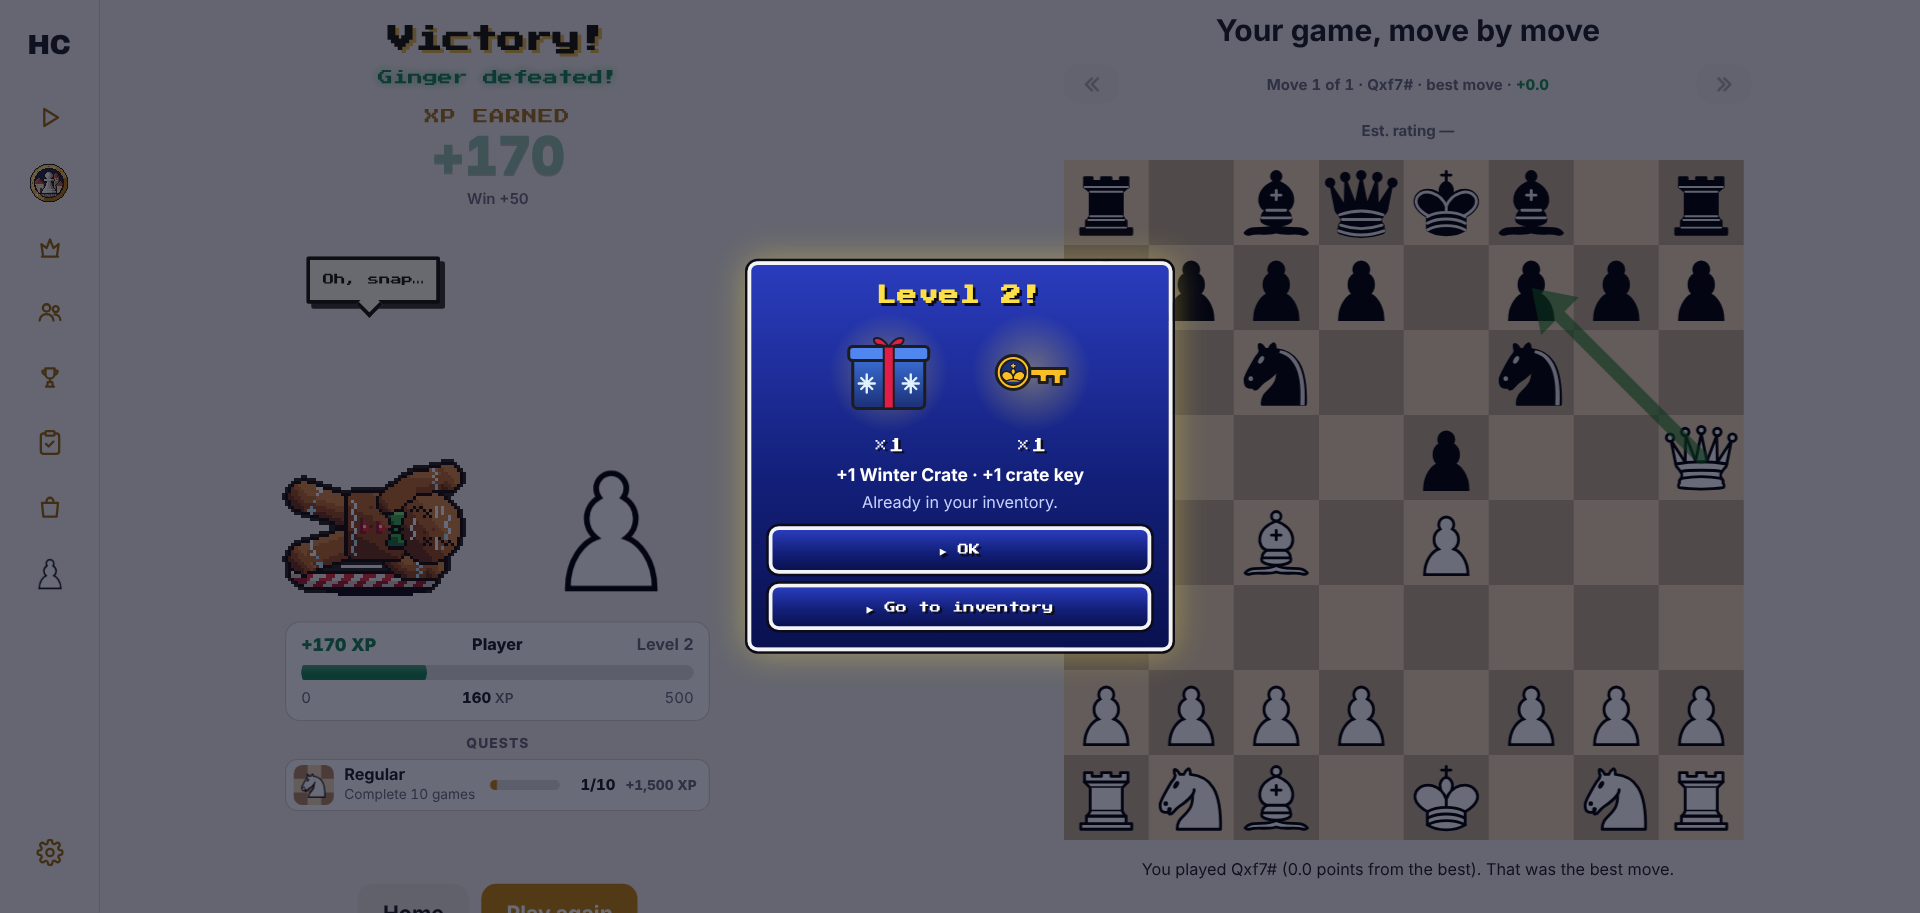 HC
Victory!
Ginger defeated!
XP EARNED
+170
Win +50
Oh, snap…
+170 XP Player Level 2
0 160 XP 500
QUESTS
Regular
Complete 10 games
1/10 +1,500 XP
Home Play again
Level 2!
×1 ×1
+1 Winter Crate · +1 crate key
Already in your inventory.
▸ OK
▸ Go to inventory
Your game, move by move
« Move 1 of 1 · Qxf7# · best move · +0.0 »
Est. rating —
You played Qxf7# (0.0 points from the best). That was the best move.